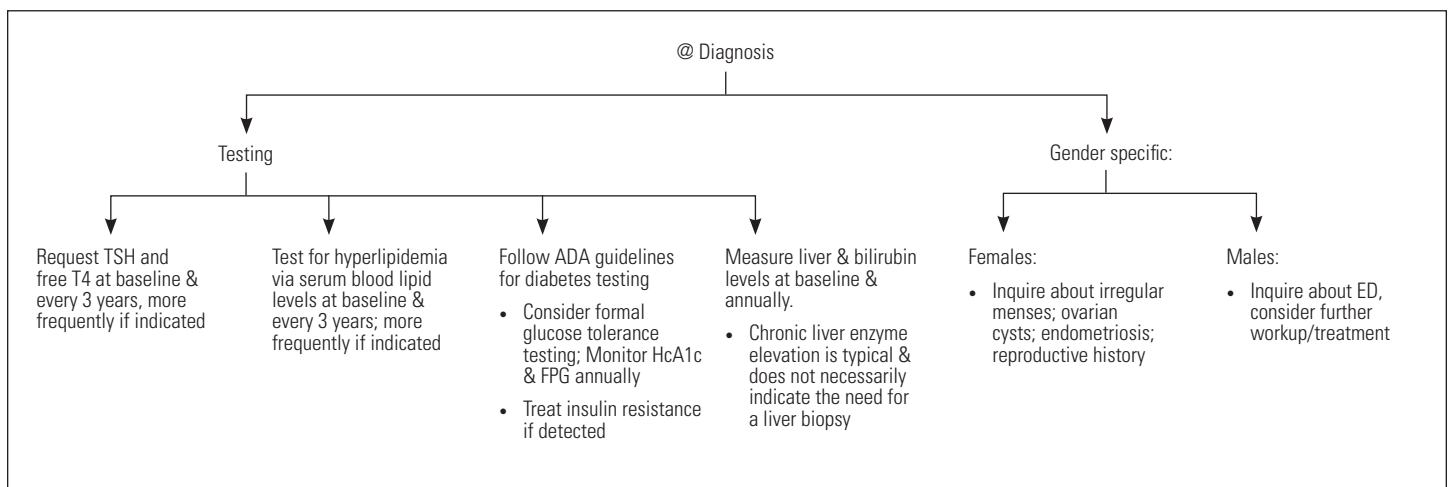 @ Diagnosis
Testing
Gender specific:
Request TSH and
free T4 at baseline &
every 3 years, more
frequently if indicated
Test for hyperlipidemia
via serum blood lipid
levels at baseline &
every 3 years; more
frequently if indicated
Follow ADA guidelines
for diabetes testing
• Consider formal
glucose tolerance
testing; Monitor HcA1c
& FPG annually
• Treat insulin resistance
if detected
Measure liver & bilirubin
levels at baseline &
annually.
• Chronic liver enzyme
elevation is typical &
does not necessarily
indicate the need for
a liver biopsy
Females:
• Inquire about irregular
menses; ovarian
cysts; endometriosis;
reproductive history
Males:
• Inquire about ED,
consider further
workup/treatment